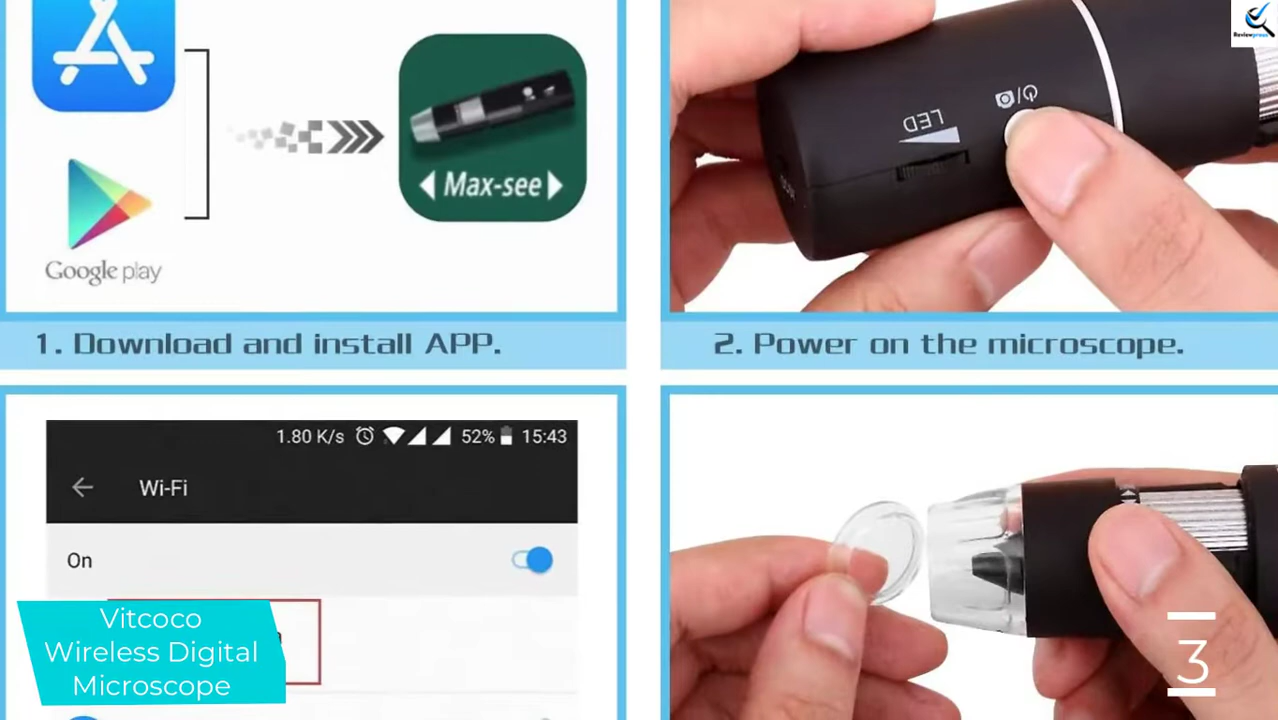 Google play
Max-see
1. Download and install APP.
LED
2. Power on the microscope.
1.80 K/s 52% 15:43
Wi-Fi
On
Vitcoco
Wireless Digital
Microscope
3